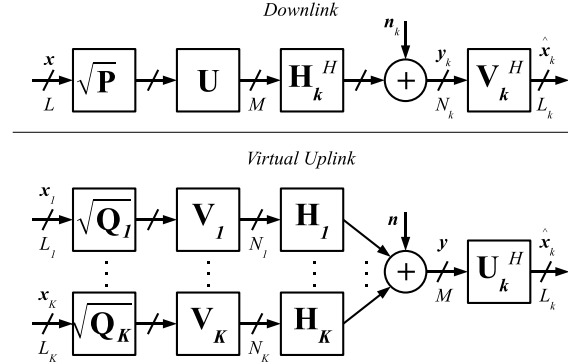 Downlink
n_k
x √P U H_k^H + y_k V_k^H x̂_k
L M N_k L_k
Virtual Uplink
x_1 √Q_1 V_1 H_1 n
L_1 N_1
y U_k^H x̂_k
+ M L_k
x_K √Q_K V_K H_K
L_K N_K